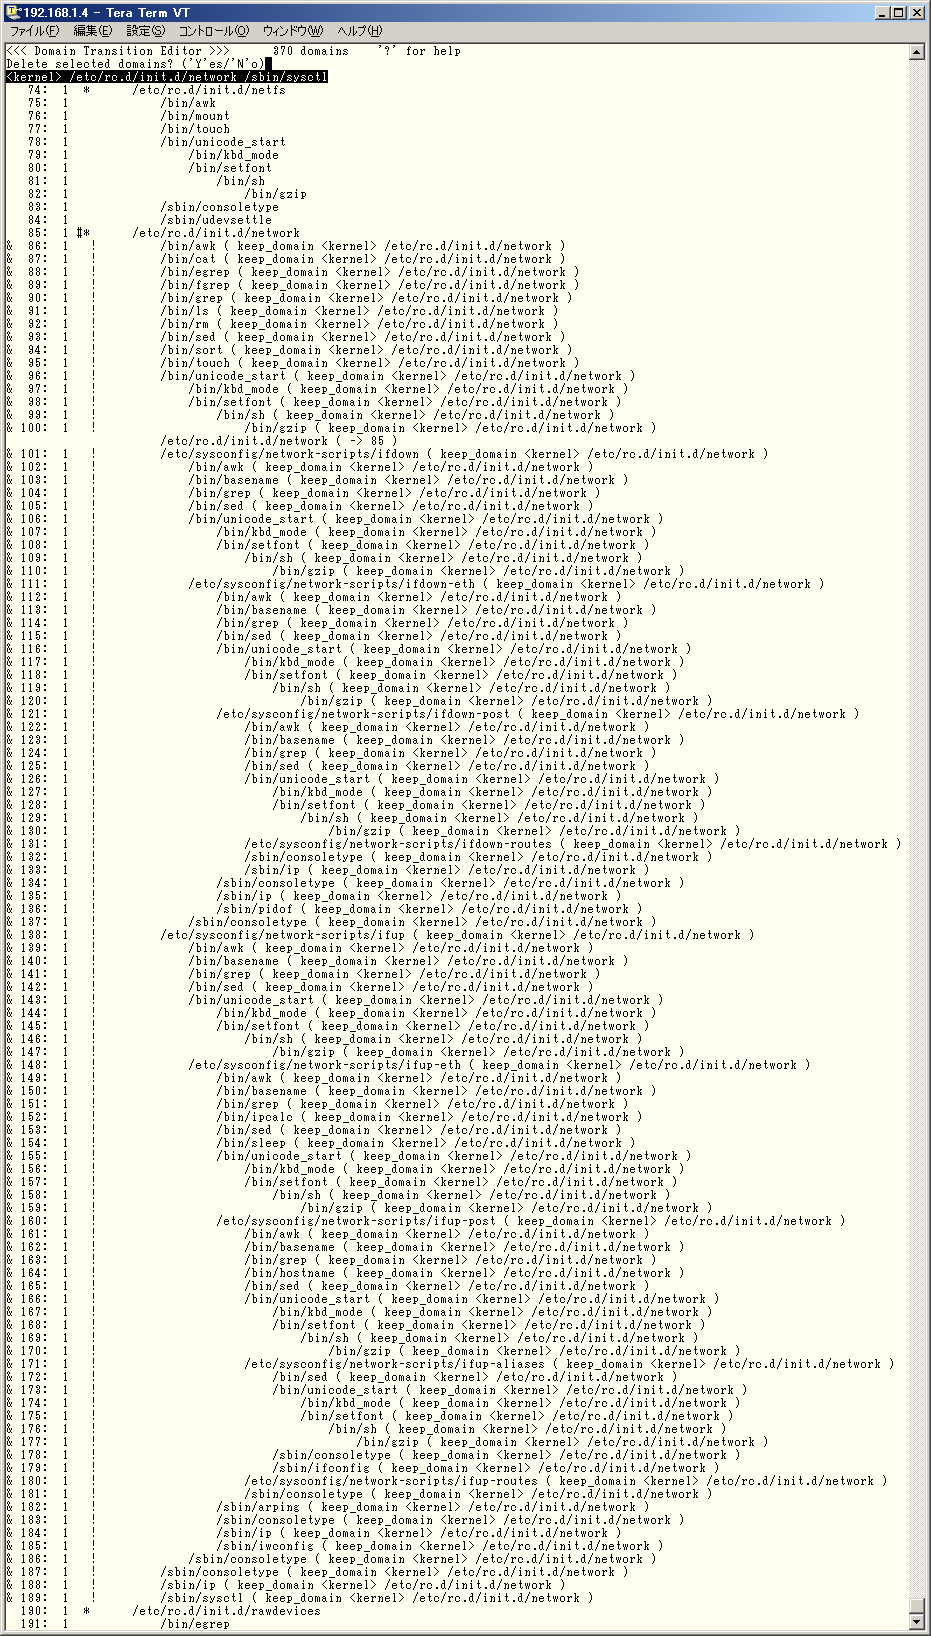 192.168.1.4 - Tera Term VT
ファイル(F) 編集(E) 設定(S) コントロール(O) ウィンドウ(W) ヘルプ(H)
<<< Domain Transition Editor >>>      370 domains    '?' for help
Delete selected domains? ('Y'es/'N'o)
<kernel> /etc/rc.d/init.d/network /sbin/sysctl
74:  1  *      /etc/rc.d/init.d/netfs
75:  1             /bin/awk
76:  1             /bin/mount
77:  1             /bin/touch
78:  1             /bin/unicode_start
79:  1                 /bin/kbd_mode
80:  1                 /bin/setfont
81:  1                     /bin/sh
82:  1                         /bin/gzip
83:  1             /sbin/consoletype
84:  1             /sbin/udevsettle
85:  1 #*      /etc/rc.d/init.d/network
&  86:  1   !         /bin/awk ( keep_domain <kernel> /etc/rc.d/init.d/network )
&  87:  1   !         /bin/cat ( keep_domain <kernel> /etc/rc.d/init.d/network )
&  88:  1   !         /bin/egrep ( keep_domain <kernel> /etc/rc.d/init.d/network )
&  89:  1   !         /bin/fgrep ( keep_domain <kernel> /etc/rc.d/init.d/network )
&  90:  1   !         /bin/grep ( keep_domain <kernel> /etc/rc.d/init.d/network )
&  91:  1   !         /bin/ls ( keep_domain <kernel> /etc/rc.d/init.d/network )
&  92:  1   !         /bin/rm ( keep_domain <kernel> /etc/rc.d/init.d/network )
&  93:  1   !         /bin/sed ( keep_domain <kernel> /etc/rc.d/init.d/network )
&  94:  1   !         /bin/sort ( keep_domain <kernel> /etc/rc.d/init.d/network )
&  95:  1   !         /bin/touch ( keep_domain <kernel> /etc/rc.d/init.d/network )
&  96:  1   !         /bin/unicode_start ( keep_domain <kernel> /etc/rc.d/init.d/network )
&  97:  1   !             /bin/kbd_mode ( keep_domain <kernel> /etc/rc.d/init.d/network )
&  98:  1   !             /bin/setfont ( keep_domain <kernel> /etc/rc.d/init.d/network )
&  99:  1   !                 /bin/sh ( keep_domain <kernel> /etc/rc.d/init.d/network )
& 100:  1   !                     /bin/gzip ( keep_domain <kernel> /etc/rc.d/init.d/network )
/etc/rc.d/init.d/network ( -> 85 )
& 101:  1   !         /etc/sysconfig/network-scripts/ifdown ( keep_domain <kernel> /etc/rc.d/init.d/network )
& 102:  1   !             /bin/awk ( keep_domain <kernel> /etc/rc.d/init.d/network )
& 103:  1   !             /bin/basename ( keep_domain <kernel> /etc/rc.d/init.d/network )
& 104:  1   !             /bin/grep ( keep_domain <kernel> /etc/rc.d/init.d/network )
& 105:  1   !             /bin/sed ( keep_domain <kernel> /etc/rc.d/init.d/network )
& 106:  1   !             /bin/unicode_start ( keep_domain <kernel> /etc/rc.d/init.d/network )
& 107:  1   !                 /bin/kbd_mode ( keep_domain <kernel> /etc/rc.d/init.d/network )
& 108:  1   !                 /bin/setfont ( keep_domain <kernel> /etc/rc.d/init.d/network )
& 109:  1   !                     /bin/sh ( keep_domain <kernel> /etc/rc.d/init.d/network )
& 110:  1   !                         /bin/gzip ( keep_domain <kernel> /etc/rc.d/init.d/network )
& 111:  1   !             /etc/sysconfig/network-scripts/ifdown-eth ( keep_domain <kernel> /etc/rc.d/init.d/network )
& 112:  1   !                 /bin/awk ( keep_domain <kernel> /etc/rc.d/init.d/network )
& 113:  1   !                 /bin/basename ( keep_domain <kernel> /etc/rc.d/init.d/network )
& 114:  1   !                 /bin/grep ( keep_domain <kernel> /etc/rc.d/init.d/network )
& 115:  1   !                 /bin/sed ( keep_domain <kernel> /etc/rc.d/init.d/network )
& 116:  1   !                 /bin/unicode_start ( keep_domain <kernel> /etc/rc.d/init.d/network )
& 117:  1   !                     /bin/kbd_mode ( keep_domain <kernel> /etc/rc.d/init.d/network )
& 118:  1   !                     /bin/setfont ( keep_domain <kernel> /etc/rc.d/init.d/network )
& 119:  1   !                         /bin/sh ( keep_domain <kernel> /etc/rc.d/init.d/network )
& 120:  1   !                             /bin/gzip ( keep_domain <kernel> /etc/rc.d/init.d/network )
& 121:  1   !                 /etc/sysconfig/network-scripts/ifdown-post ( keep_domain <kernel> /etc/rc.d/init.d/network )
& 122:  1   !                     /bin/awk ( keep_domain <kernel> /etc/rc.d/init.d/network )
& 123:  1   !                     /bin/basename ( keep_domain <kernel> /etc/rc.d/init.d/network )
& 124:  1   !                     /bin/grep ( keep_domain <kernel> /etc/rc.d/init.d/network )
& 125:  1   !                     /bin/sed ( keep_domain <kernel> /etc/rc.d/init.d/network )
& 126:  1   !                     /bin/unicode_start ( keep_domain <kernel> /etc/rc.d/init.d/network )
& 127:  1   !                         /bin/kbd_mode ( keep_domain <kernel> /etc/rc.d/init.d/network )
& 128:  1   !                         /bin/setfont ( keep_domain <kernel> /etc/rc.d/init.d/network )
& 129:  1   !                             /bin/sh ( keep_domain <kernel> /etc/rc.d/init.d/network )
& 130:  1   !                                 /bin/gzip ( keep_domain <kernel> /etc/rc.d/init.d/network )
& 131:  1   !                     /etc/sysconfig/network-scripts/ifdown-routes ( keep_domain <kernel> /etc/rc.d/init.d/network )
& 132:  1   !                     /sbin/consoletype ( keep_domain <kernel> /etc/rc.d/init.d/network )
& 133:  1   !                     /sbin/ip ( keep_domain <kernel> /etc/rc.d/init.d/network )
& 134:  1   !                 /sbin/consoletype ( keep_domain <kernel> /etc/rc.d/init.d/network )
& 135:  1   !                 /sbin/ip ( keep_domain <kernel> /etc/rc.d/init.d/network )
& 136:  1   !                 /sbin/pidof ( keep_domain <kernel> /etc/rc.d/init.d/network )
& 137:  1   !             /sbin/consoletype ( keep_domain <kernel> /etc/rc.d/init.d/network )
& 138:  1   !         /etc/sysconfig/network-scripts/ifup ( keep_domain <kernel> /etc/rc.d/init.d/network )
& 139:  1   !             /bin/awk ( keep_domain <kernel> /etc/rc.d/init.d/network )
& 140:  1   !             /bin/basename ( keep_domain <kernel> /etc/rc.d/init.d/network )
& 141:  1   !             /bin/grep ( keep_domain <kernel> /etc/rc.d/init.d/network )
& 142:  1   !             /bin/sed ( keep_domain <kernel> /etc/rc.d/init.d/network )
& 143:  1   !             /bin/unicode_start ( keep_domain <kernel> /etc/rc.d/init.d/network )
& 144:  1   !                 /bin/kbd_mode ( keep_domain <kernel> /etc/rc.d/init.d/network )
& 145:  1   !                 /bin/setfont ( keep_domain <kernel> /etc/rc.d/init.d/network )
& 146:  1   !                     /bin/sh ( keep_domain <kernel> /etc/rc.d/init.d/network )
& 147:  1   !                         /bin/gzip ( keep_domain <kernel> /etc/rc.d/init.d/network )
& 148:  1   !             /etc/sysconfig/network-scripts/ifup-eth ( keep_domain <kernel> /etc/rc.d/init.d/network )
& 149:  1   !                 /bin/awk ( keep_domain <kernel> /etc/rc.d/init.d/network )
& 150:  1   !                 /bin/basename ( keep_domain <kernel> /etc/rc.d/init.d/network )
& 151:  1   !                 /bin/grep ( keep_domain <kernel> /etc/rc.d/init.d/network )
& 152:  1   !                 /bin/ipcalc ( keep_domain <kernel> /etc/rc.d/init.d/network )
& 153:  1   !                 /bin/sed ( keep_domain <kernel> /etc/rc.d/init.d/network )
& 154:  1   !                 /bin/sleep ( keep_domain <kernel> /etc/rc.d/init.d/network )
& 155:  1   !                 /bin/unicode_start ( keep_domain <kernel> /etc/rc.d/init.d/network )
& 156:  1   !                     /bin/kbd_mode ( keep_domain <kernel> /etc/rc.d/init.d/network )
& 157:  1   !                     /bin/setfont ( keep_domain <kernel> /etc/rc.d/init.d/network )
& 158:  1   !                         /bin/sh ( keep_domain <kernel> /etc/rc.d/init.d/network )
& 159:  1   !                             /bin/gzip ( keep_domain <kernel> /etc/rc.d/init.d/network )
& 160:  1   !                 /etc/sysconfig/network-scripts/ifup-post ( keep_domain <kernel> /etc/rc.d/init.d/network )
& 161:  1   !                     /bin/awk ( keep_domain <kernel> /etc/rc.d/init.d/network )
& 162:  1   !                     /bin/basename ( keep_domain <kernel> /etc/rc.d/init.d/network )
& 163:  1   !                     /bin/grep ( keep_domain <kernel> /etc/rc.d/init.d/network )
& 164:  1   !                     /bin/hostname ( keep_domain <kernel> /etc/rc.d/init.d/network )
& 165:  1   !                     /bin/sed ( keep_domain <kernel> /etc/rc.d/init.d/network )
& 166:  1   !                     /bin/unicode_start ( keep_domain <kernel> /etc/rc.d/init.d/network )
& 167:  1   !                         /bin/kbd_mode ( keep_domain <kernel> /etc/rc.d/init.d/network )
& 168:  1   !                         /bin/setfont ( keep_domain <kernel> /etc/rc.d/init.d/network )
& 169:  1   !                             /bin/sh ( keep_domain <kernel> /etc/rc.d/init.d/network )
& 170:  1   !                                 /bin/gzip ( keep_domain <kernel> /etc/rc.d/init.d/network )
& 171:  1   !                     /etc/sysconfig/network-scripts/ifup-aliases ( keep_domain <kernel> /etc/rc.d/init.d/network )
& 172:  1   !                         /bin/sed ( keep_domain <kernel> /etc/rc.d/init.d/network )
& 173:  1   !                         /bin/unicode_start ( keep_domain <kernel> /etc/rc.d/init.d/network )
& 174:  1   !                             /bin/kbd_mode ( keep_domain <kernel> /etc/rc.d/init.d/network )
& 175:  1   !                             /bin/setfont ( keep_domain <kernel> /etc/rc.d/init.d/network )
& 176:  1   !                                 /bin/sh ( keep_domain <kernel> /etc/rc.d/init.d/network )
& 177:  1   !                                     /bin/gzip ( keep_domain <kernel> /etc/rc.d/init.d/network )
& 178:  1   !                         /sbin/consoletype ( keep_domain <kernel> /etc/rc.d/init.d/network )
& 179:  1   !                         /sbin/ifconfig ( keep_domain <kernel> /etc/rc.d/init.d/network )
& 180:  1   !                     /etc/sysconfig/network-scripts/ifup-routes ( keep_domain <kernel> /etc/rc.d/init.d/network )
& 181:  1   !                     /sbin/consoletype ( keep_domain <kernel> /etc/rc.d/init.d/network )
& 182:  1   !                 /sbin/arping ( keep_domain <kernel> /etc/rc.d/init.d/network )
& 183:  1   !                 /sbin/consoletype ( keep_domain <kernel> /etc/rc.d/init.d/network )
& 184:  1   !                 /sbin/ip ( keep_domain <kernel> /etc/rc.d/init.d/network )
& 185:  1   !                 /sbin/iwconfig ( keep_domain <kernel> /etc/rc.d/init.d/network )
& 186:  1   !             /sbin/consoletype ( keep_domain <kernel> /etc/rc.d/init.d/network )
& 187:  1   !         /sbin/consoletype ( keep_domain <kernel> /etc/rc.d/init.d/network )
& 188:  1   !         /sbin/ip ( keep_domain <kernel> /etc/rc.d/init.d/network )
& 189:  1   !         /sbin/sysctl ( keep_domain <kernel> /etc/rc.d/init.d/network )
190:  1  *      /etc/rc.d/init.d/rawdevices
191:  1             /bin/egrep